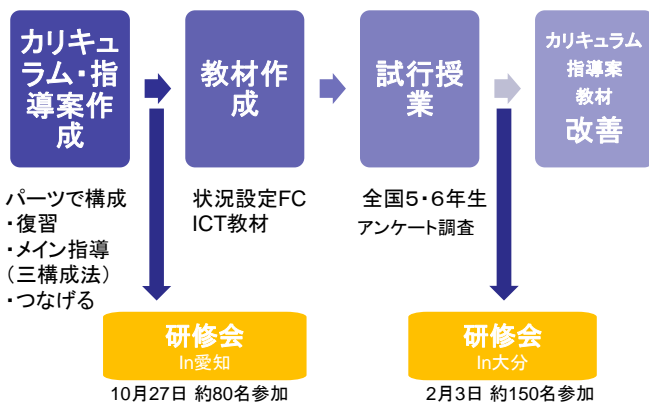 カリキュ
ラム・指
導案作
成
教材作
成
試行授
業
カリキュラム
指導案
教材
改善
パーツで構成
・復習
・メイン指導
（三構成法）
・つなげる
状況設定FC
ICT教材
全国５・６年生
アンケート調査
研修会
In愛知
10月27日 約80名参加
研修会
In大分
2月3日 約150名参加